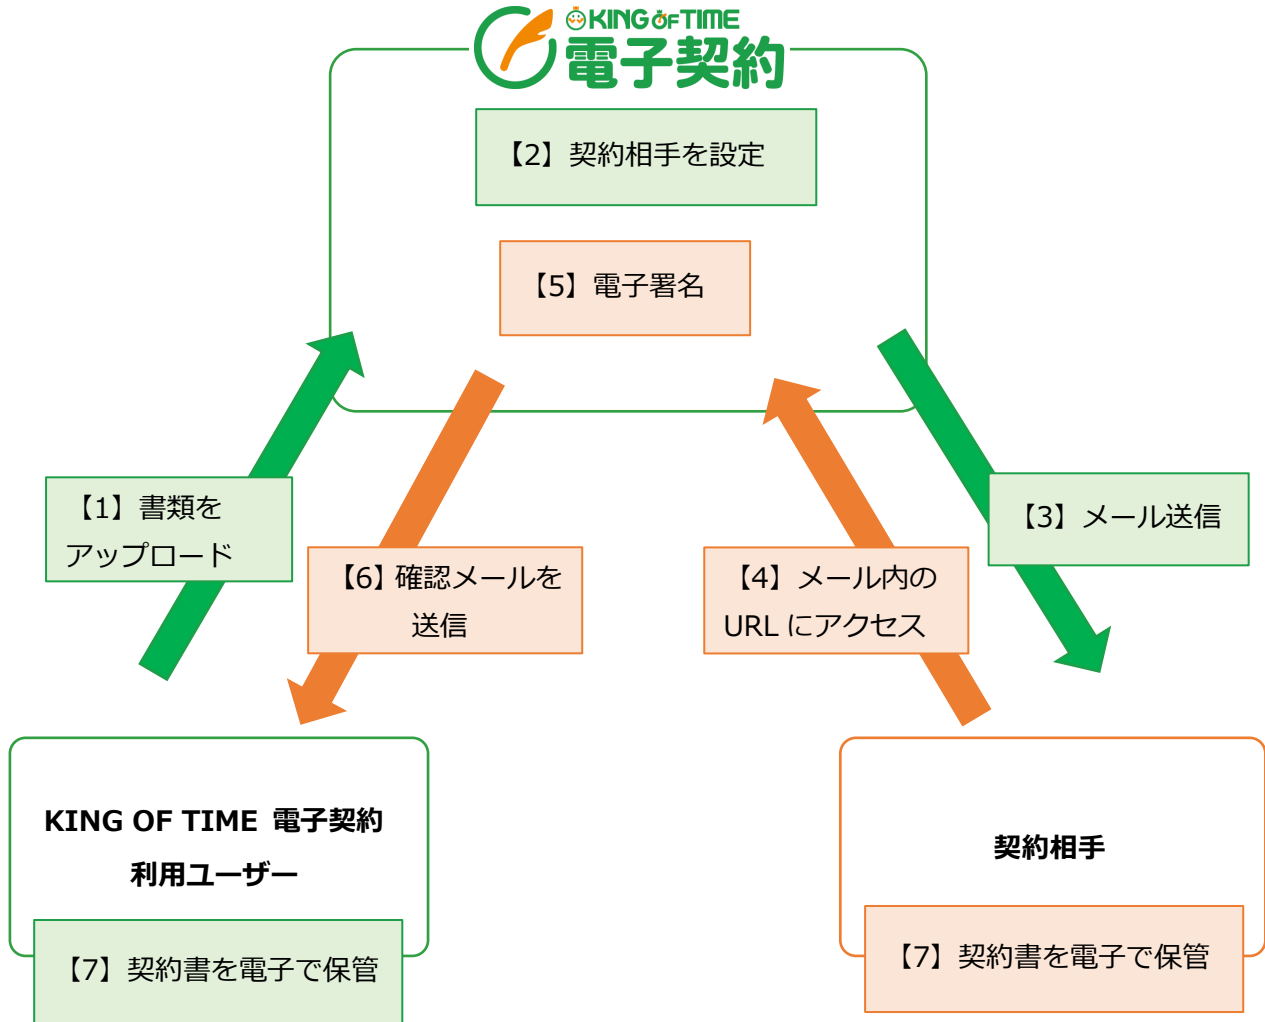 KING OF TIME
電子契約
【2】契約相手を設定
【5】電子署名
【1】書類を
アップロード
【6】確認メールを
送信
【4】メール内の
URL にアクセス
【3】メール送信
KING OF TIME 電子契約
利用ユーザー
【7】契約書を電子で保管
契約相手
【7】契約書を電子で保管